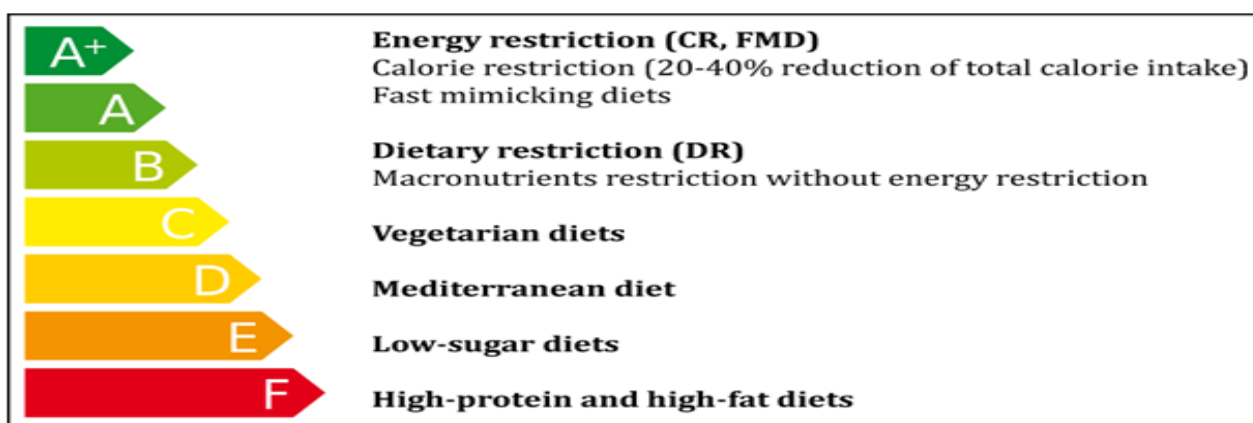 A+
Energy restriction (CR, FMD)
Calorie restriction (20-40% reduction of total calorie intake)
A
Fast mimicking diets
B
Dietary restriction (DR)
Macronutrients restriction without energy restriction
C
Vegetarian diets
D
Mediterranean diet
E
Low-sugar diets
F
High-protein and high-fat diets